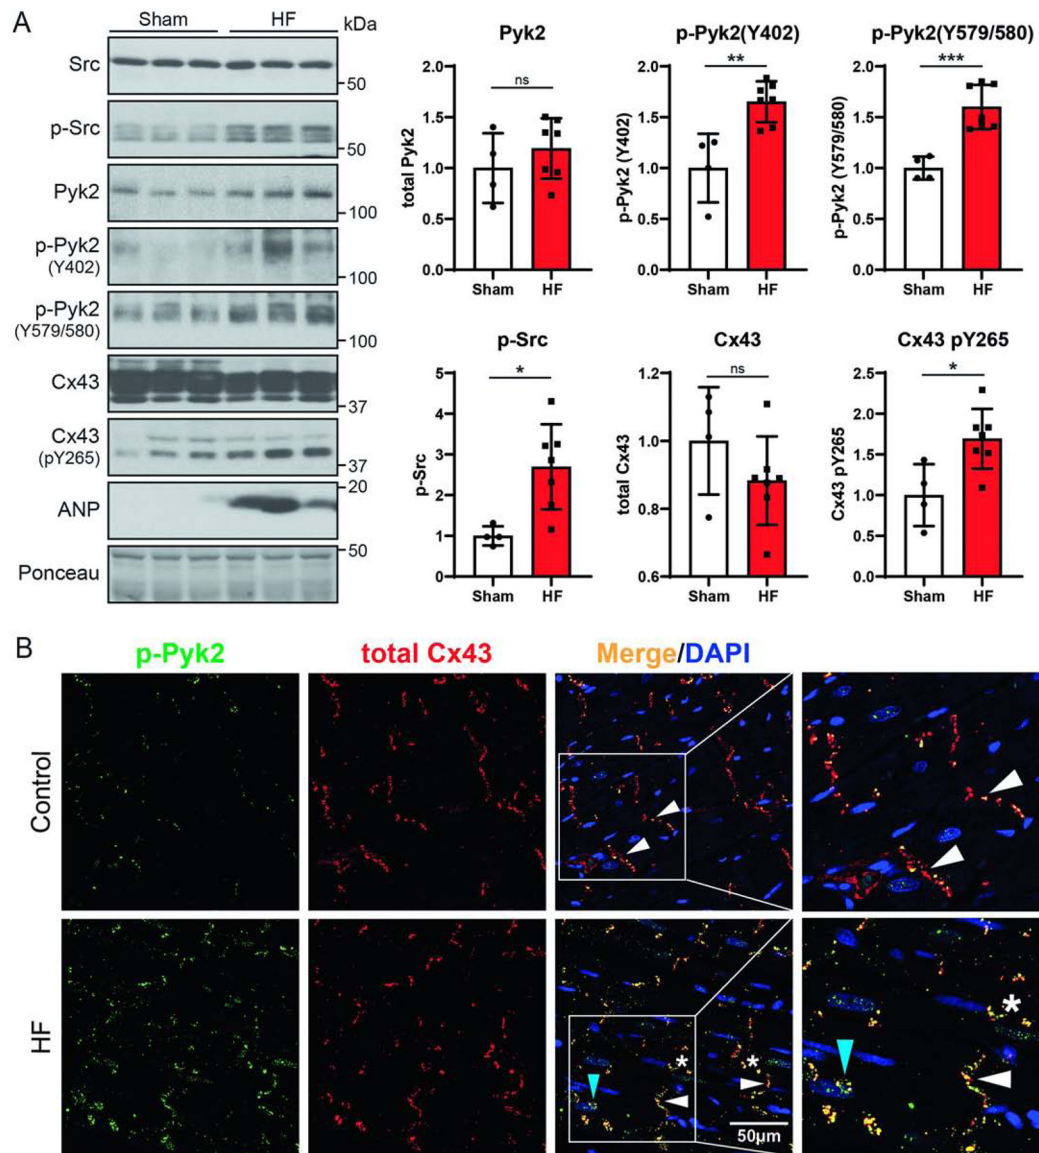 A
Sham HF kDa
Src
50
p-Src
50
Pyk2
100
p-Pyk2
(Y402)
100
p-Pyk2
(Y579/580)
100
Cx43
37
Cx43
(pY265)
37
20
ANP
50
Ponceau
Pyk2
ns
total Pyk2
2.0
1.5
1.0
0.5
0.0
Sham HF
p-Pyk2(Y402)
**
p-Pyk2 (Y402)
2.0
1.5
1.0
0.5
0.0
Sham HF
p-Pyk2(Y579/580)
***
p-Pyk2 (Y579/580)
2.0
1.5
1.0
0.5
0.0
Sham HF
p-Src
*
p-Src
5
4
3
2
1
0
Sham HF
Cx43
ns
total Cx43
1.2
1.0
0.8
0.6
Sham HF
Cx43 pY265
*
Cx43 pY265
2.5
2.0
1.5
1.0
0.5
0.0
Sham HF
B
p-Pyk2 total Cx43 Merge/DAPI
Control
HF
* *
50µm
*